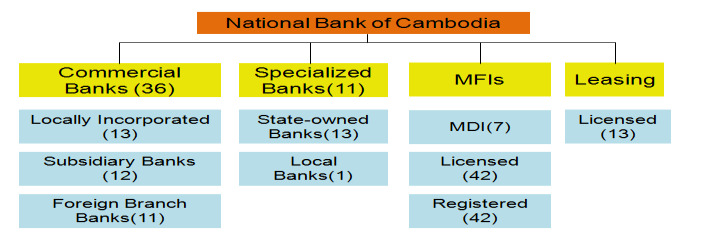 National Bank of Cambodia
Commercial
Banks (36)
Specialized
Banks(11)
MFIs
Leasing
Locally Incorporated
(13)
State-owned
Banks(13)
MDI(7)
Licensed
(13)
Subsidiary Banks
(12)
Local
Banks(1)
Licensed
(42)
Foreign Branch
Banks(11)
Registered
(42)